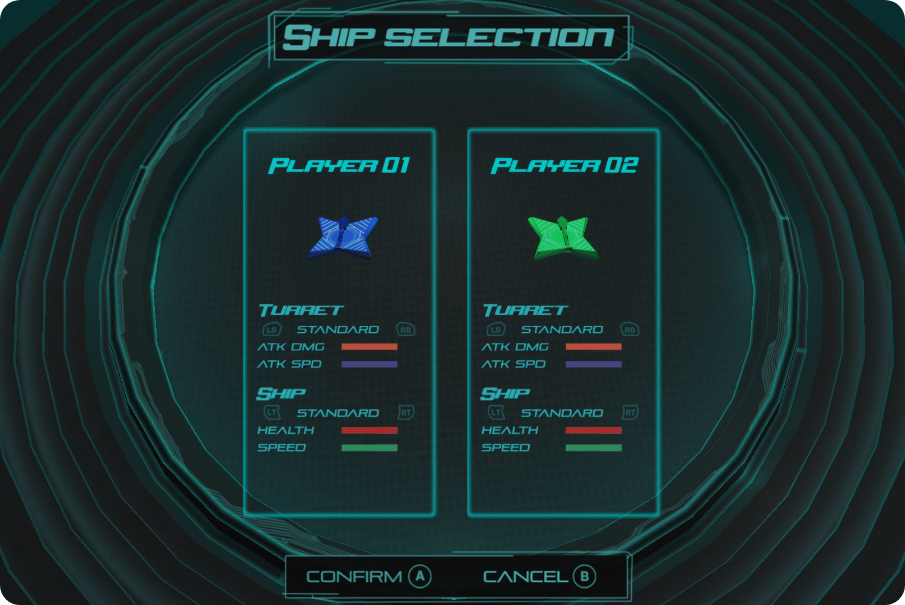 SHIP SELECTION
PLAYER 01
TURRET
LB STANDARD RB
ATK DMG
ATK SPD
SHIP
LT STANDARD RT
HEALTH
SPEED
PLAYER 02
TURRET
LB STANDARD RB
ATK DMG
ATK SPD
SHIP
LT STANDARD RT
HEALTH
SPEED
CONFIRM A CANCEL B